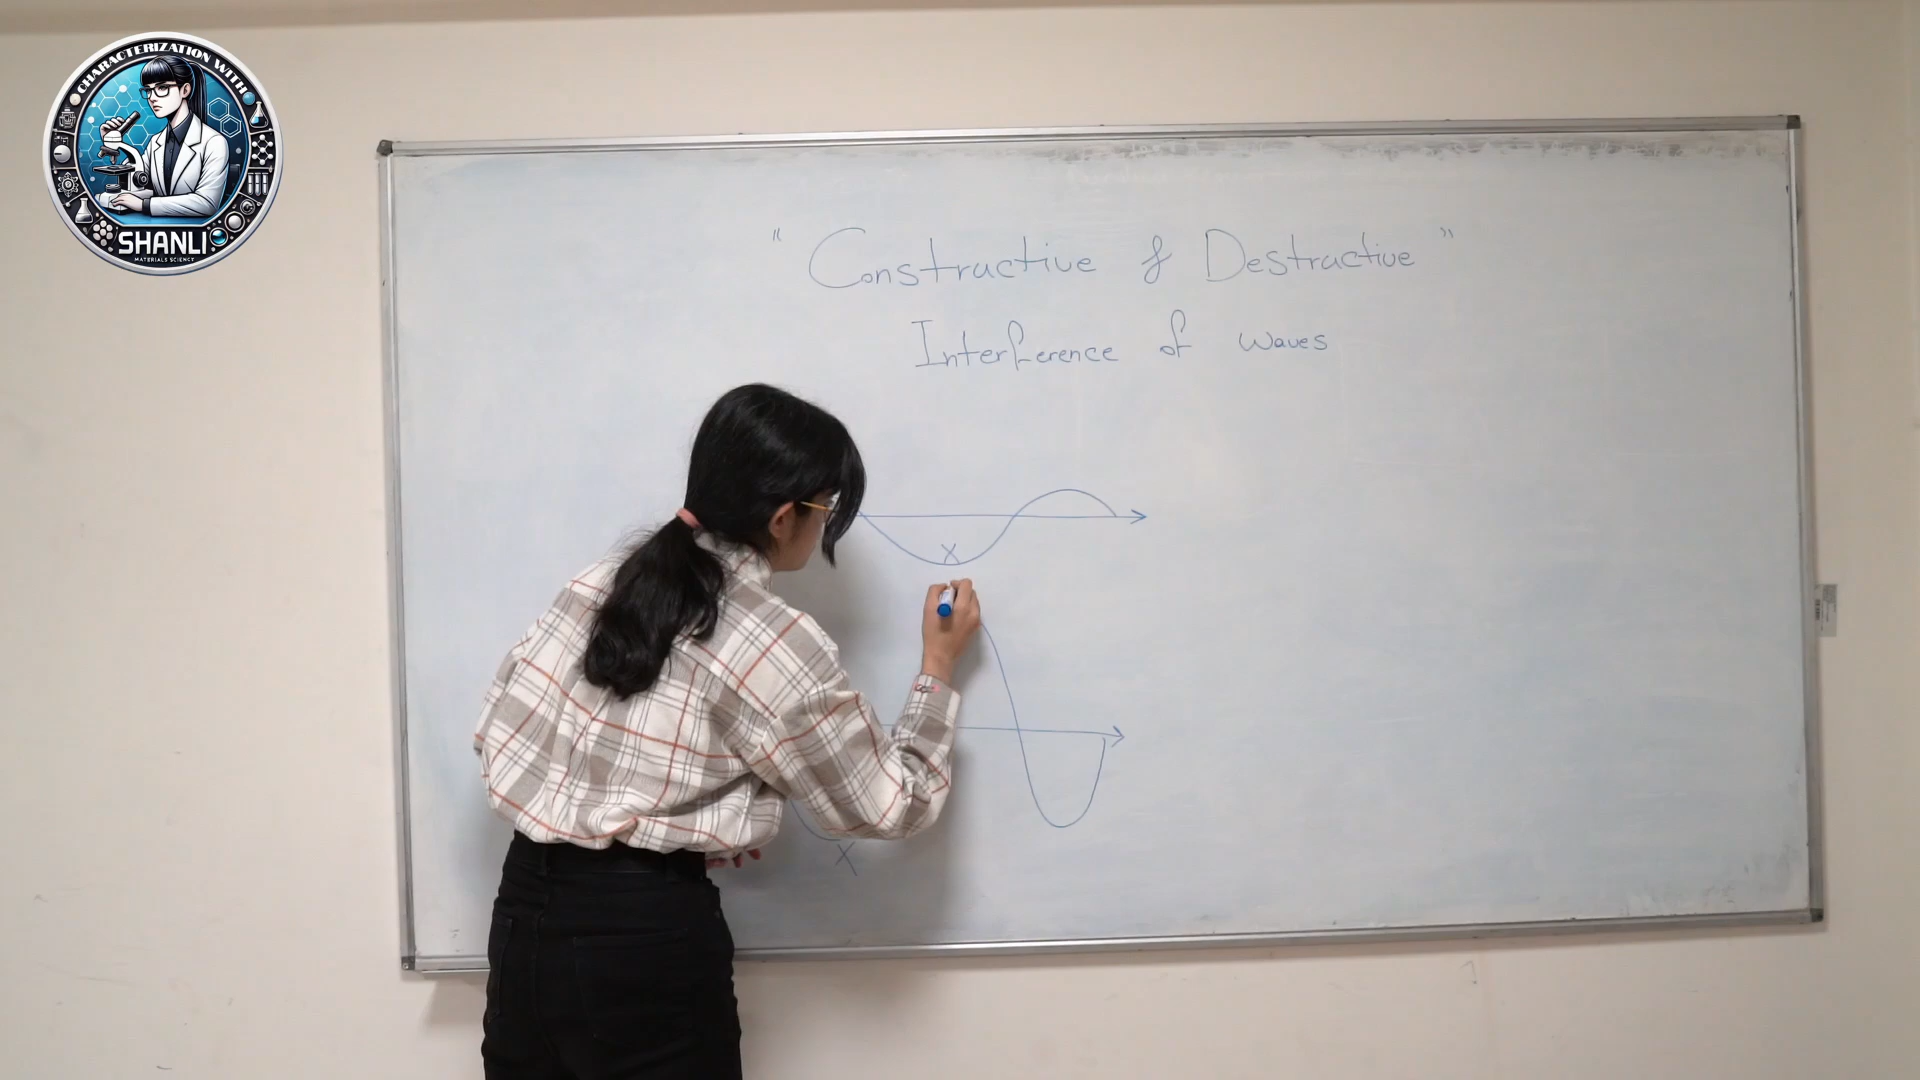 CHARACTERIZATION WITH
SHANLI
MATERIALS SCIENCE
"Constructive & Destructive"
Interference of waves
X
X